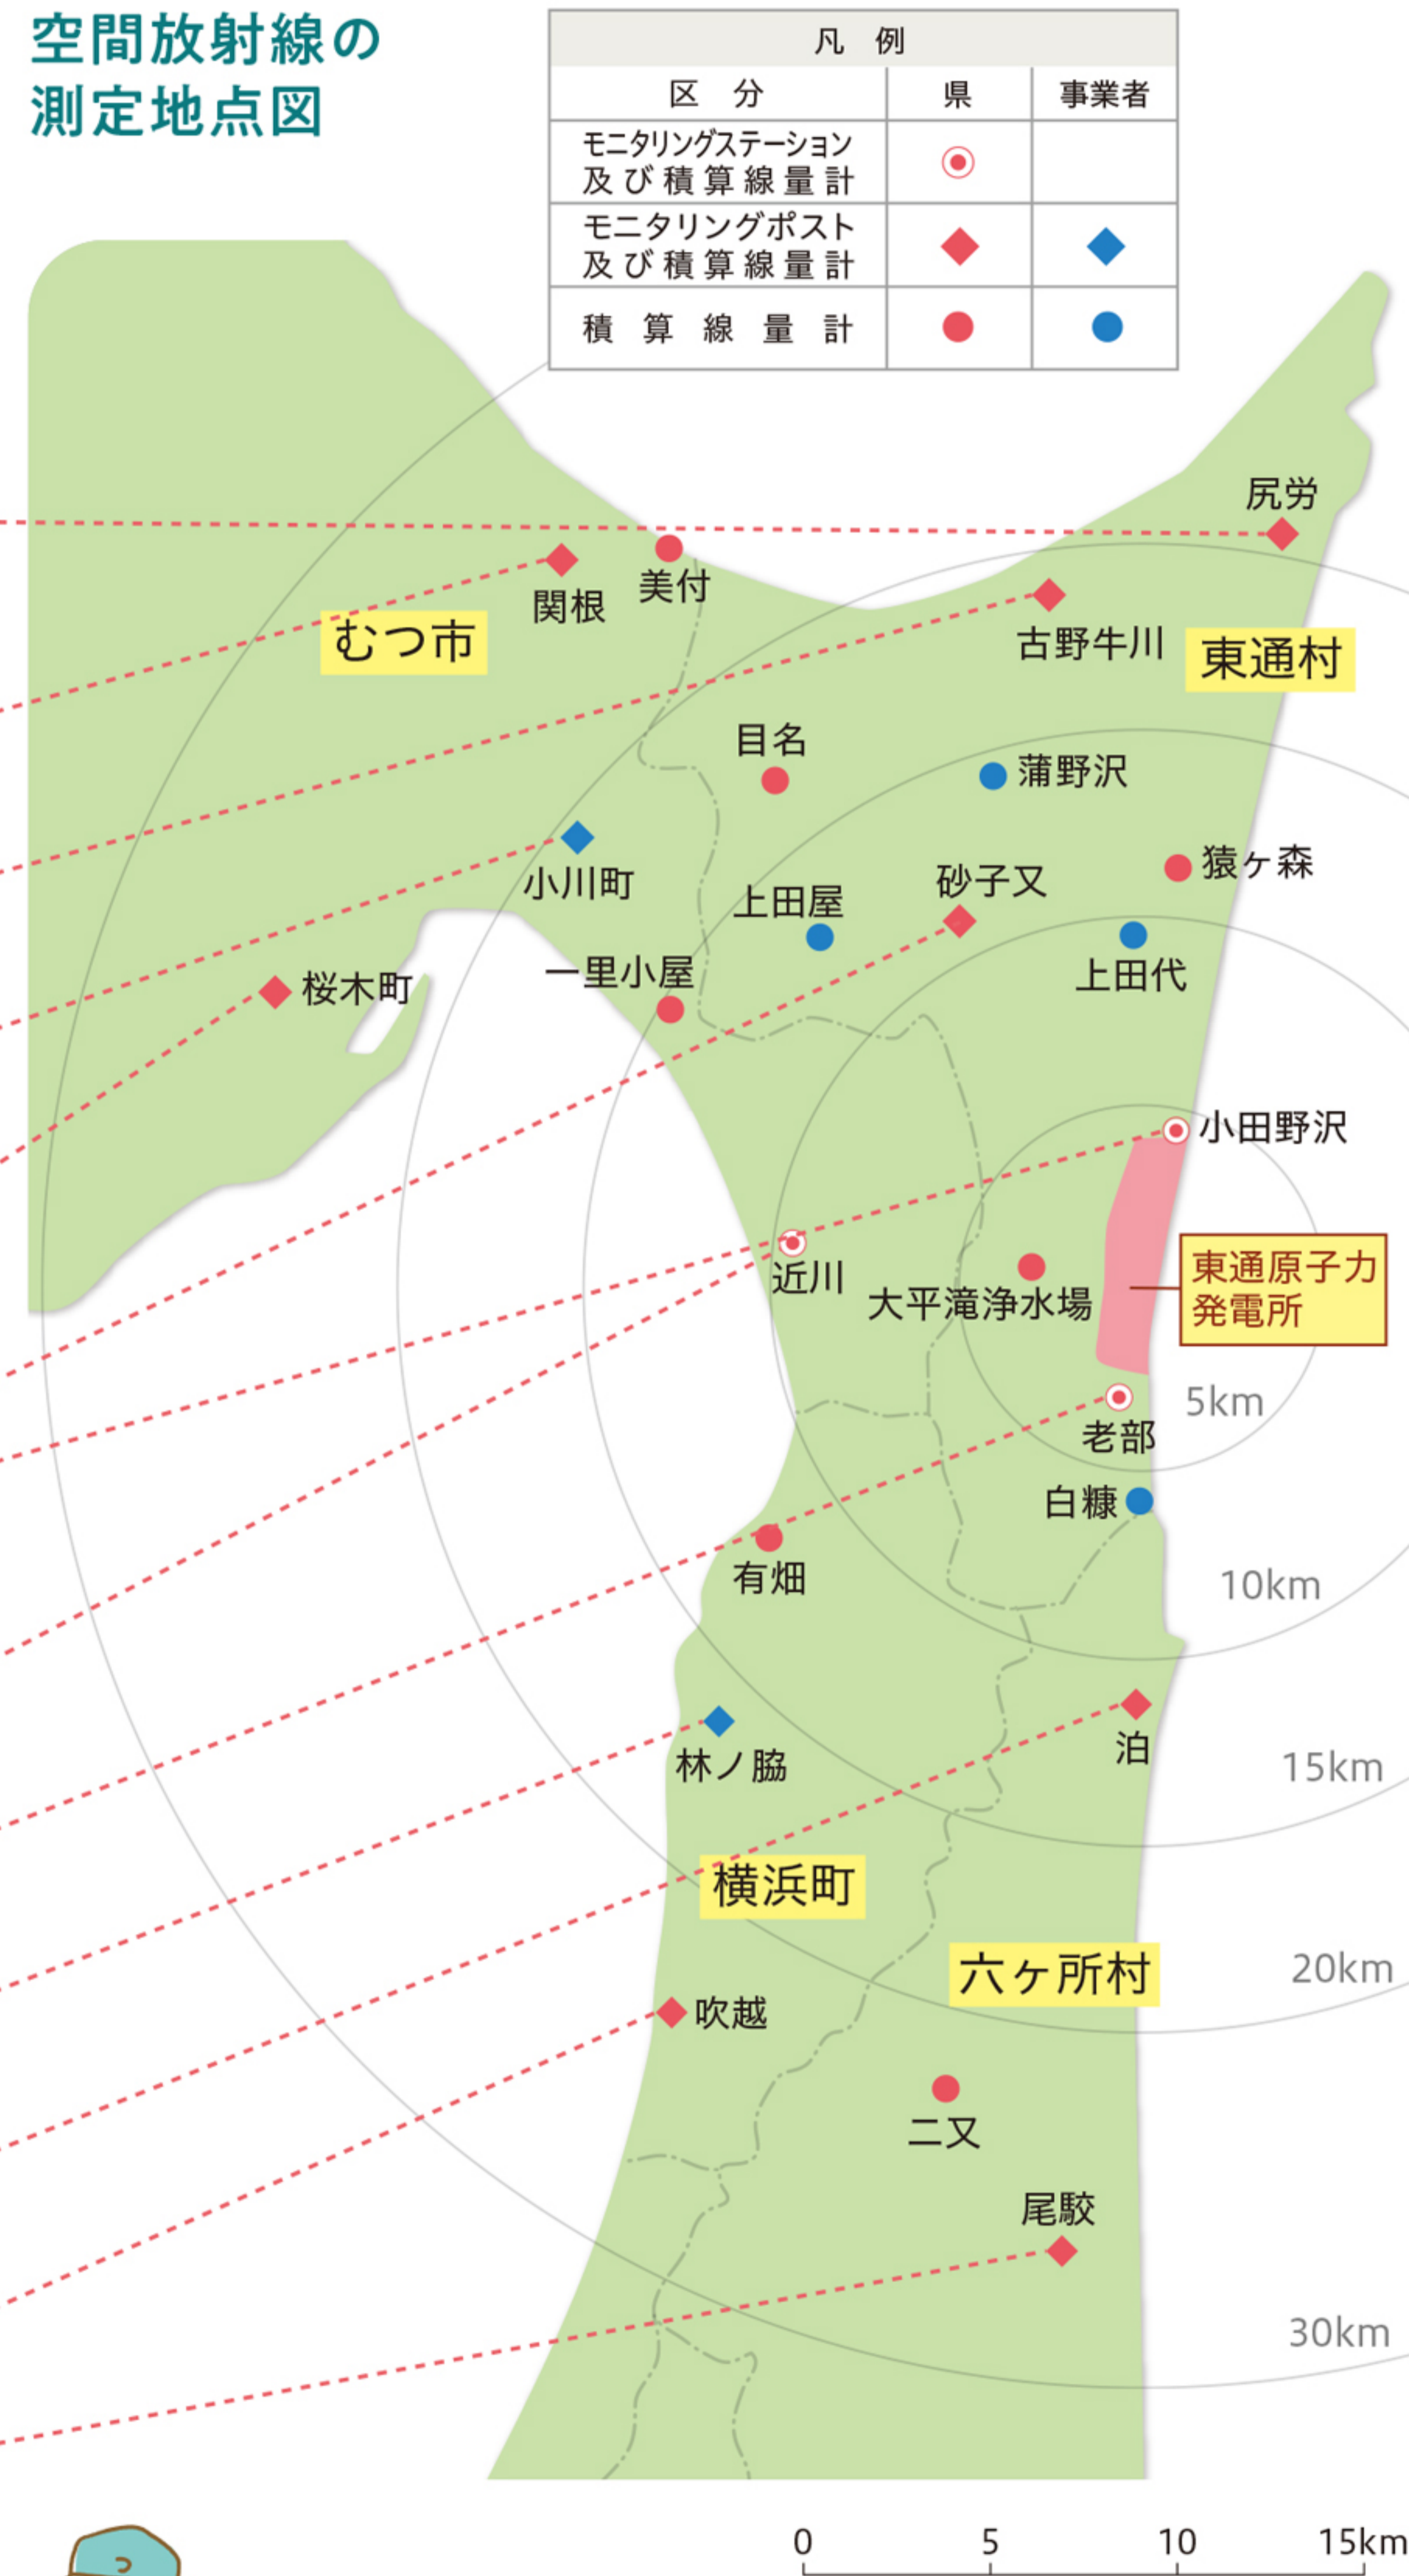 空間放射線の
測定地点図
凡 例
区 分 県 事業者
モニタリングステーション
及び積算線量計
モニタリングポスト
及び積算線量計
積 算 線 量 計
尻労
関根
美付
むつ市
古野牛川
東通村
目名
蒲野沢
小川町
猿ヶ森
砂子又
上田屋
上田代
一里小屋
桜木町
小田野沢
近川
大平滝浄水場
東通原子力
発電所
5km
老部
白糠
有畑
10km
林ノ脇
泊
15km
横浜町
六ヶ所村
20km
吹越
二又
尾駮
30km
0 5 10 15km